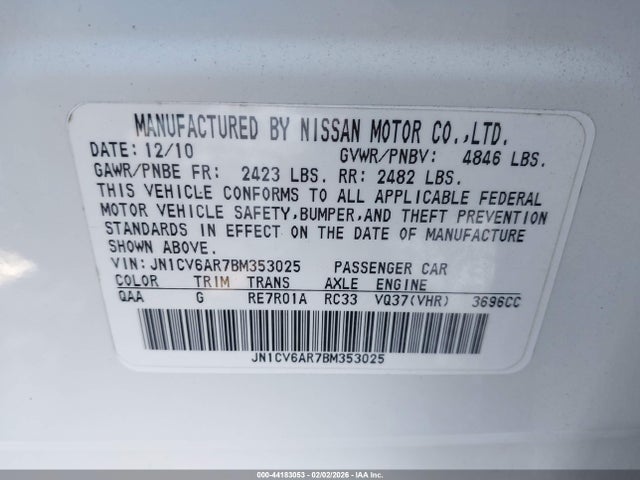 MANUFACTURED BY NISSAN MOTOR CO.,LTD.
DATE: 12/10 GVWR/PNBV: 4846 LBS.
GAWR/PNBE FR: 2423 LBS. RR: 2482 LBS.
THIS VEHICLE CONFORMS TO ALL APPLICABLE FEDERAL
MOTOR VEHICLE SAFETY,BUMPER,AND THEFT PREVENTION
STANDARDS IN EFFECT ON THE DATE OF MANUFACTURE
SHOWN ABOVE.
VIN: JN1CV6AR7BM353025 PASSENGER CAR
COLOR TRIM TRANS AXLE ENGINE
QAA G RE7R01A RC33 VQ37(VHR) 3696CC
JN1CV6AR7BM353025
000-44183053 - 02/02/2026 - IAA Inc.